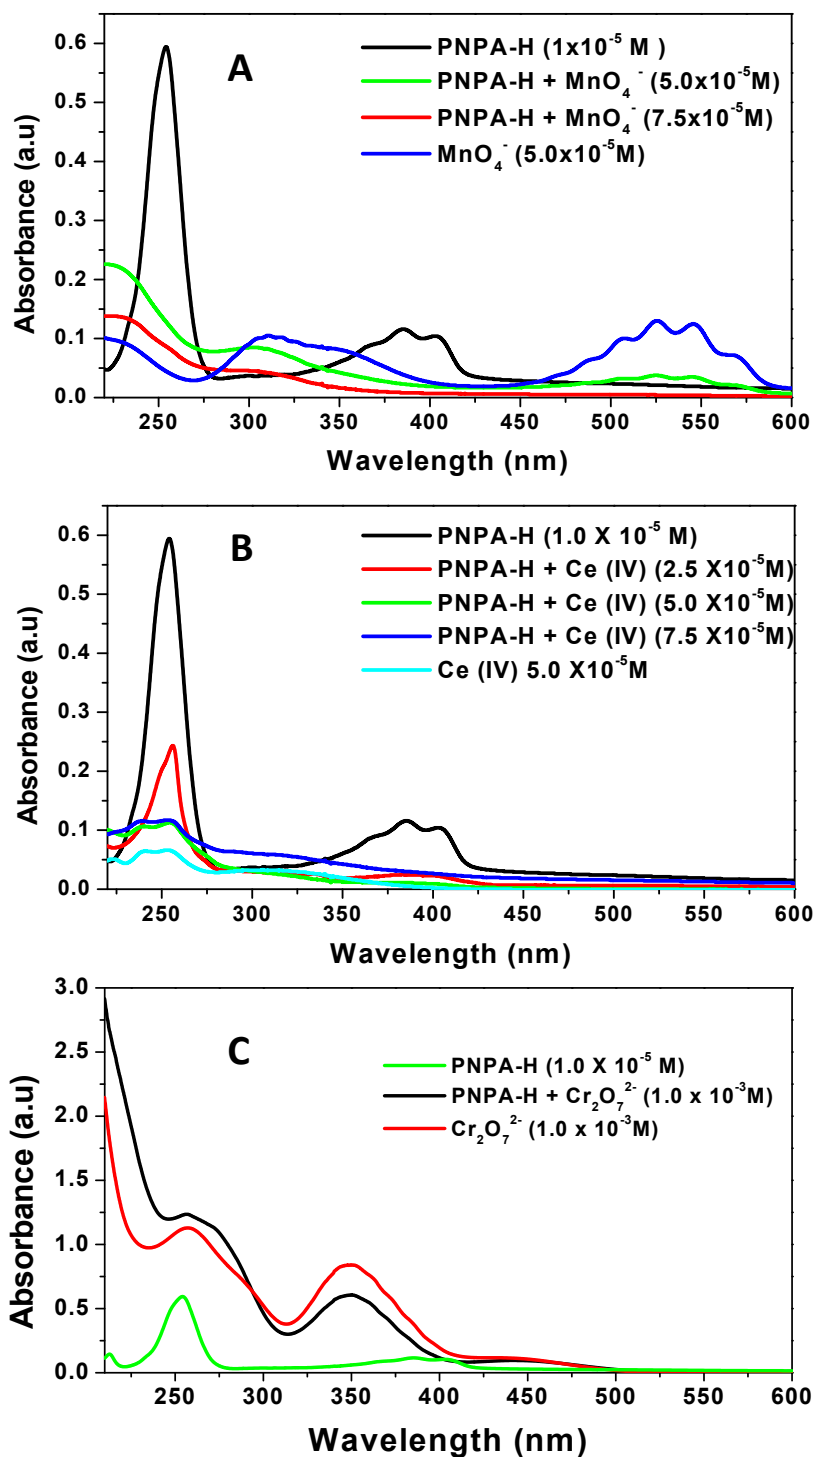 A
PNPA-H (1x10⁻⁵ M )
PNPA-H + MnO₄⁻ (5.0x10⁻⁵M)
PNPA-H + MnO₄⁻ (7.5x10⁻⁵M)
MnO₄⁻ (5.0x10⁻⁵M)
Absorbance (a.u)
0.6
0.5
0.4
0.3
0.2
0.1
0.0
250 300 350 400 450 500 550 600
Wavelength (nm)
B
PNPA-H (1.0 X 10⁻⁵ M)
PNPA-H + Ce (IV) (2.5 X10⁻⁵M)
PNPA-H + Ce (IV) (5.0 X10⁻⁵M)
PNPA-H + Ce (IV) (7.5 X10⁻⁵M)
Ce (IV) 5.0 X10⁻⁵M
Absorbance (a.u)
0.6
0.5
0.4
0.3
0.2
0.1
0.0
250 300 350 400 450 500 550 600
Wavelength (nm)
C
PNPA-H (1.0 X 10⁻⁵ M)
PNPA-H + Cr₂O₇²⁻ (1.0 x 10⁻³M)
Cr₂O₇²⁻ (1.0 x 10⁻³M)
Absorbance (a.u)
3.0
2.5
2.0
1.5
1.0
0.5
0.0
250 300 350 400 450 500 550 600
Wavelength (nm)